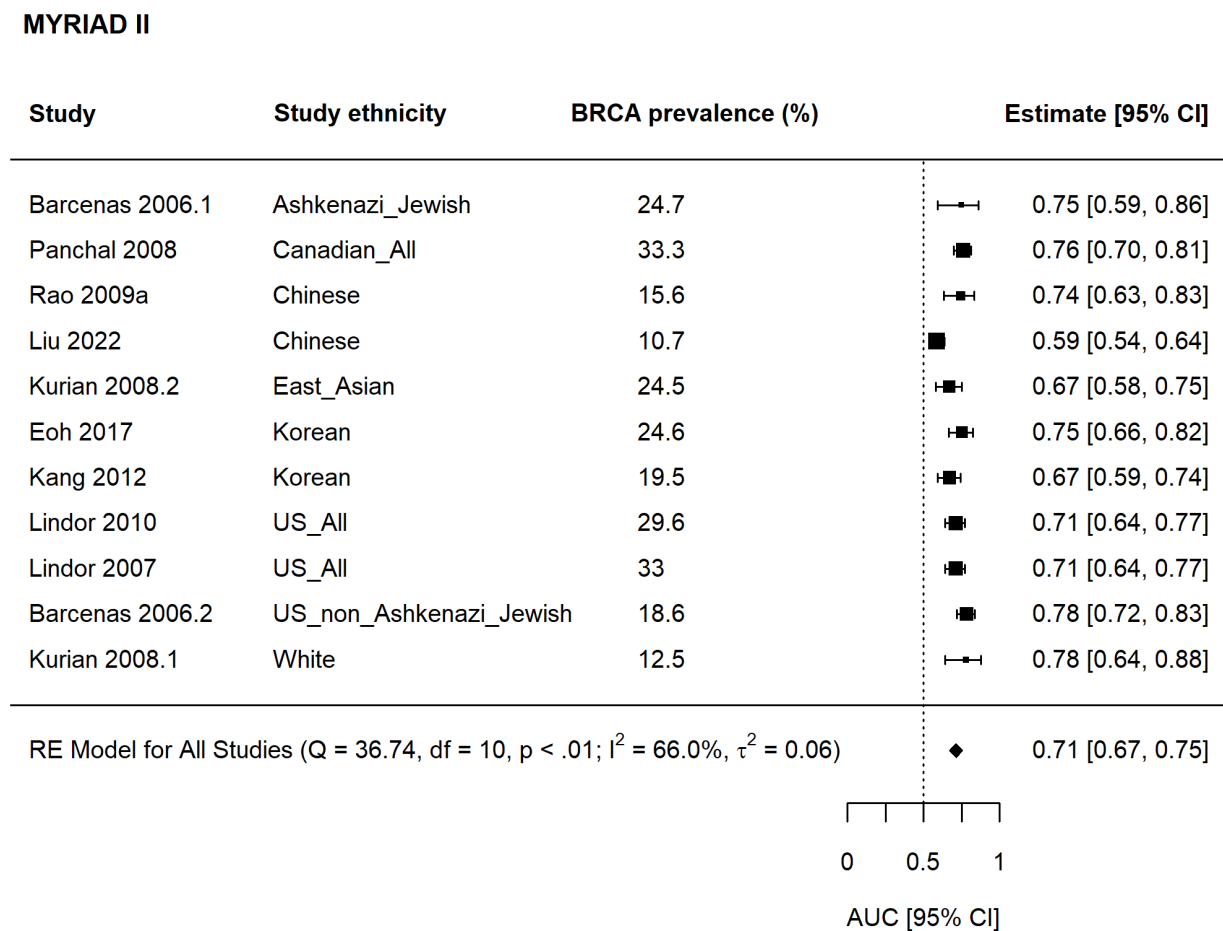 MYRIAD II
Study Study ethnicity BRCA prevalence (%) Estimate [95% CI]
Barcenas 2006.1 Ashkenazi_Jewish 24.7 0.75 [0.59, 0.86]
Panchal 2008 Canadian_All 33.3 0.76 [0.70, 0.81]
Rao 2009a Chinese 15.6 0.74 [0.63, 0.83]
Liu 2022 Chinese 10.7 0.59 [0.54, 0.64]
Kurian 2008.2 East_Asian 24.5 0.67 [0.58, 0.75]
Eoh 2017 Korean 24.6 0.75 [0.66, 0.82]
Kang 2012 Korean 19.5 0.67 [0.59, 0.74]
Lindor 2010 US_All 29.6 0.71 [0.64, 0.77]
Lindor 2007 US_All 33 0.71 [0.64, 0.77]
Barcenas 2006.2 US_non_Ashkenazi_Jewish 18.6 0.78 [0.72, 0.83]
Kurian 2008.1 White 12.5 0.78 [0.64, 0.88]
RE Model for All Studies (Q = 36.74, df = 10, p < .01; I² = 66.0%, τ² = 0.06) 0.71 [0.67, 0.75]
0 0.5 1
AUC [95% CI]